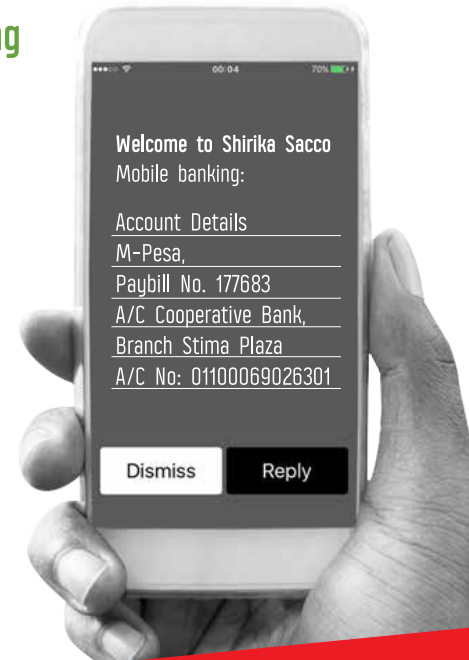 00:04
70%
Welcome to Shirika Sacco
Mobile banking:
Account Details
M-Pesa,
Paybill No. 177683
A/C Cooperative Bank,
Branch Stima Plaza
A/C No: 01100069026301
Dismiss
Reply